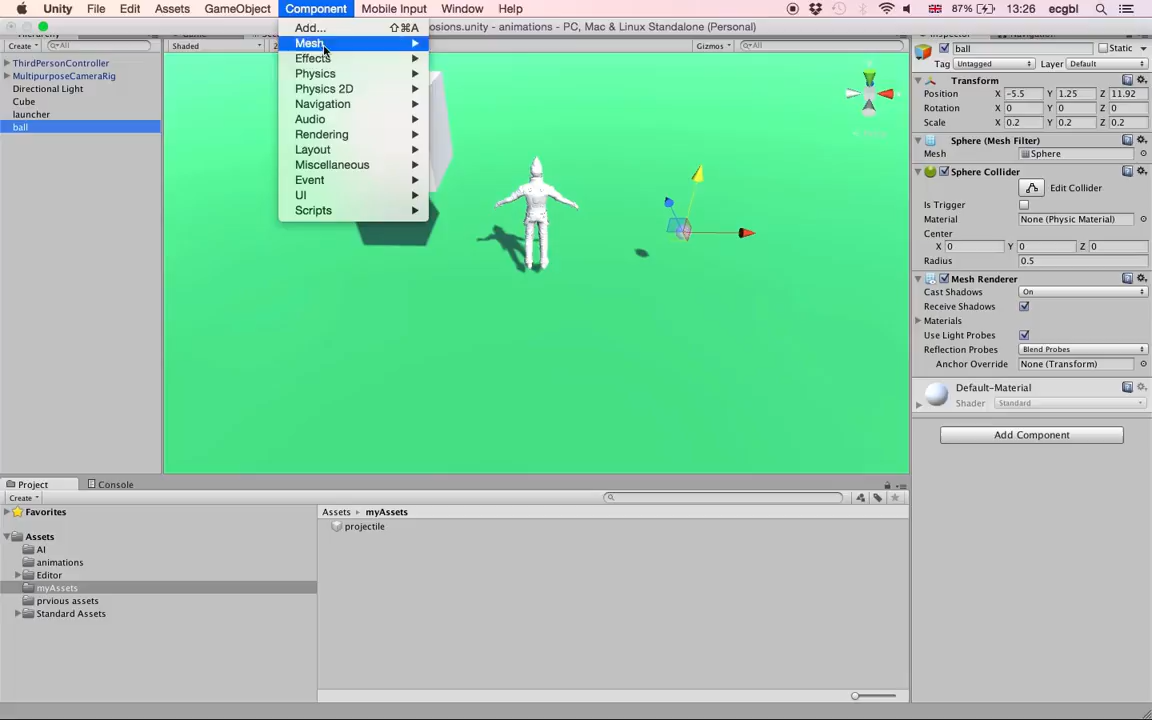 Unity File Edit Assets GameObject Component Mobile Input Window Help 87% 13:26 ecgbl
osions.unity - animations - PC, Mac & Linux Standalone (Personal)
Create All
ThirdPersonController
MultipurposeCameraRig
Directional Light
Cube
launcher
ball
Add... ⇧⌘A
Mesh
Effects
Physics
Physics 2D
Navigation
Audio
Rendering
Layout
Miscellaneous
Event
UI
Scripts
Shaded 2 Gizmos All
Inspector
ball Static
Tag Untagged Layer Default
Transform
Position X -5.5 Y 1.25 Z 11.92
Rotation X 0 Y 0 Z 0
Scale X 0.2 Y 0.2 Z 0.2
Sphere (Mesh Filter)
Mesh Sphere
Sphere Collider
Edit Collider
Is Trigger
Material None (Physic Material)
Center
X 0 Y 0 Z 0
Radius 0.5
Mesh Renderer
Cast Shadows On
Receive Shadows
Materials
Use Light Probes
Reflection Probes Blend Probes
Anchor Override None (Transform)
Default-Material
Shader Standard
Add Component
Project Console
Create
Favorites
Assets
AI
animations
Editor
myAssets
prvious assets
Standard Assets
Assets ▸ myAssets
projectile